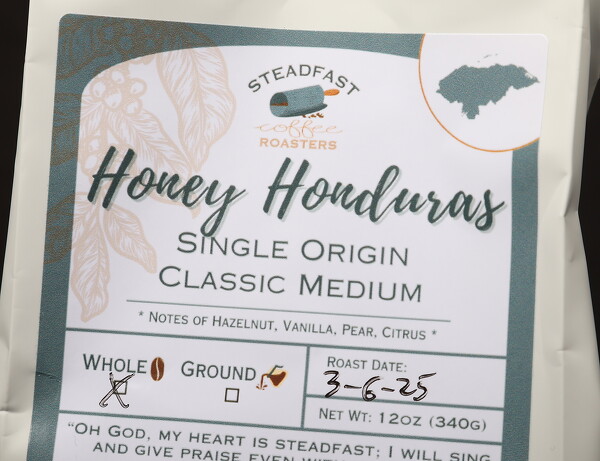 STEADFAST
coffee
ROASTERS
Honey Honduras
SINGLE ORIGIN
CLASSIC MEDIUM
* NOTES OF HAZELNUT, VANILLA, PEAR, CITRUS *
WHOLE GROUND
ROAST DATE:
3-6-25
NET WT: 12OZ (340G)
"OH GOD, MY HEART IS STEADFAST; I WILL SING
AND GIVE PRAISE EVEN